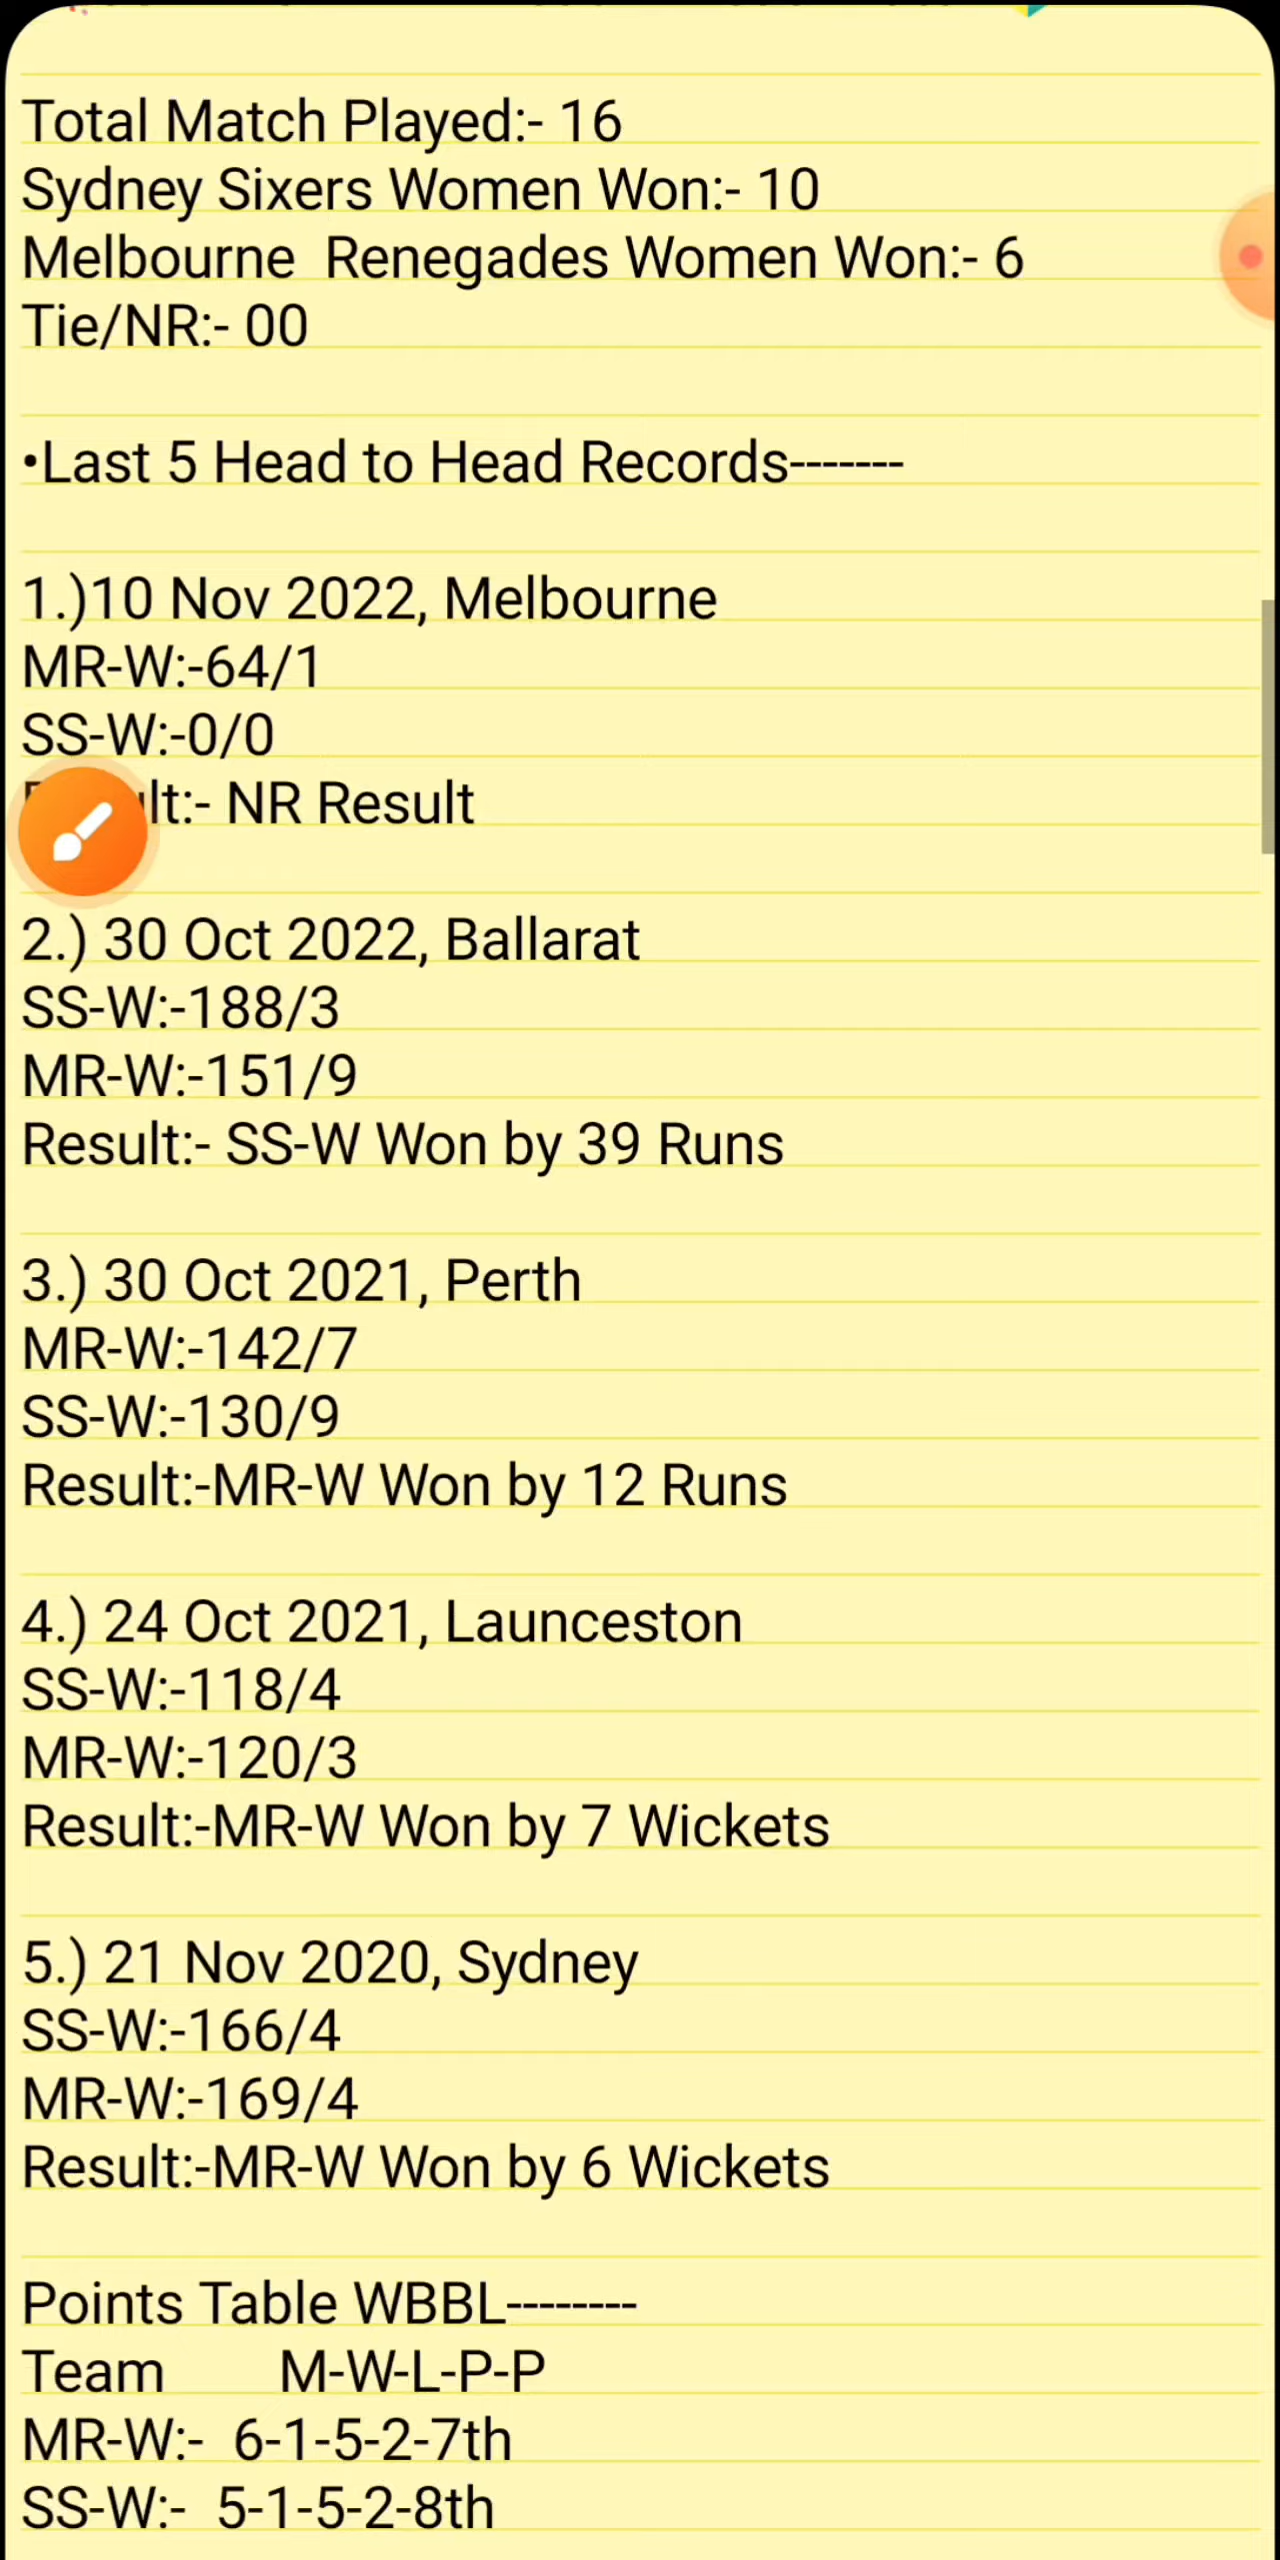 Total Match Played:- 16
Sydney Sixers Women Won:- 10
Melbourne  Renegades Women Won:- 6
Tie/NR:- 00
•Last 5 Head to Head Records-------
1.)10 Nov 2022, Melbourne
MR-W:-64/1
SS-W:-0/0
lt:- NR Result
2.) 30 Oct 2022, Ballarat
SS-W:-188/3
MR-W:-151/9
Result:- SS-W Won by 39 Runs
3.) 30 Oct 2021, Perth
MR-W:-142/7
SS-W:-130/9
Result:-MR-W Won by 12 Runs
4.) 24 Oct 2021, Launceston
SS-W:-118/4
MR-W:-120/3
Result:-MR-W Won by 7 Wickets
5.) 21 Nov 2020, Sydney
SS-W:-166/4
MR-W:-169/4
Result:-MR-W Won by 6 Wickets
Points Table WBBL--------
Team M-W-L-P-P
MR-W:-  6-1-5-2-7th
SS-W:-  5-1-5-2-8th